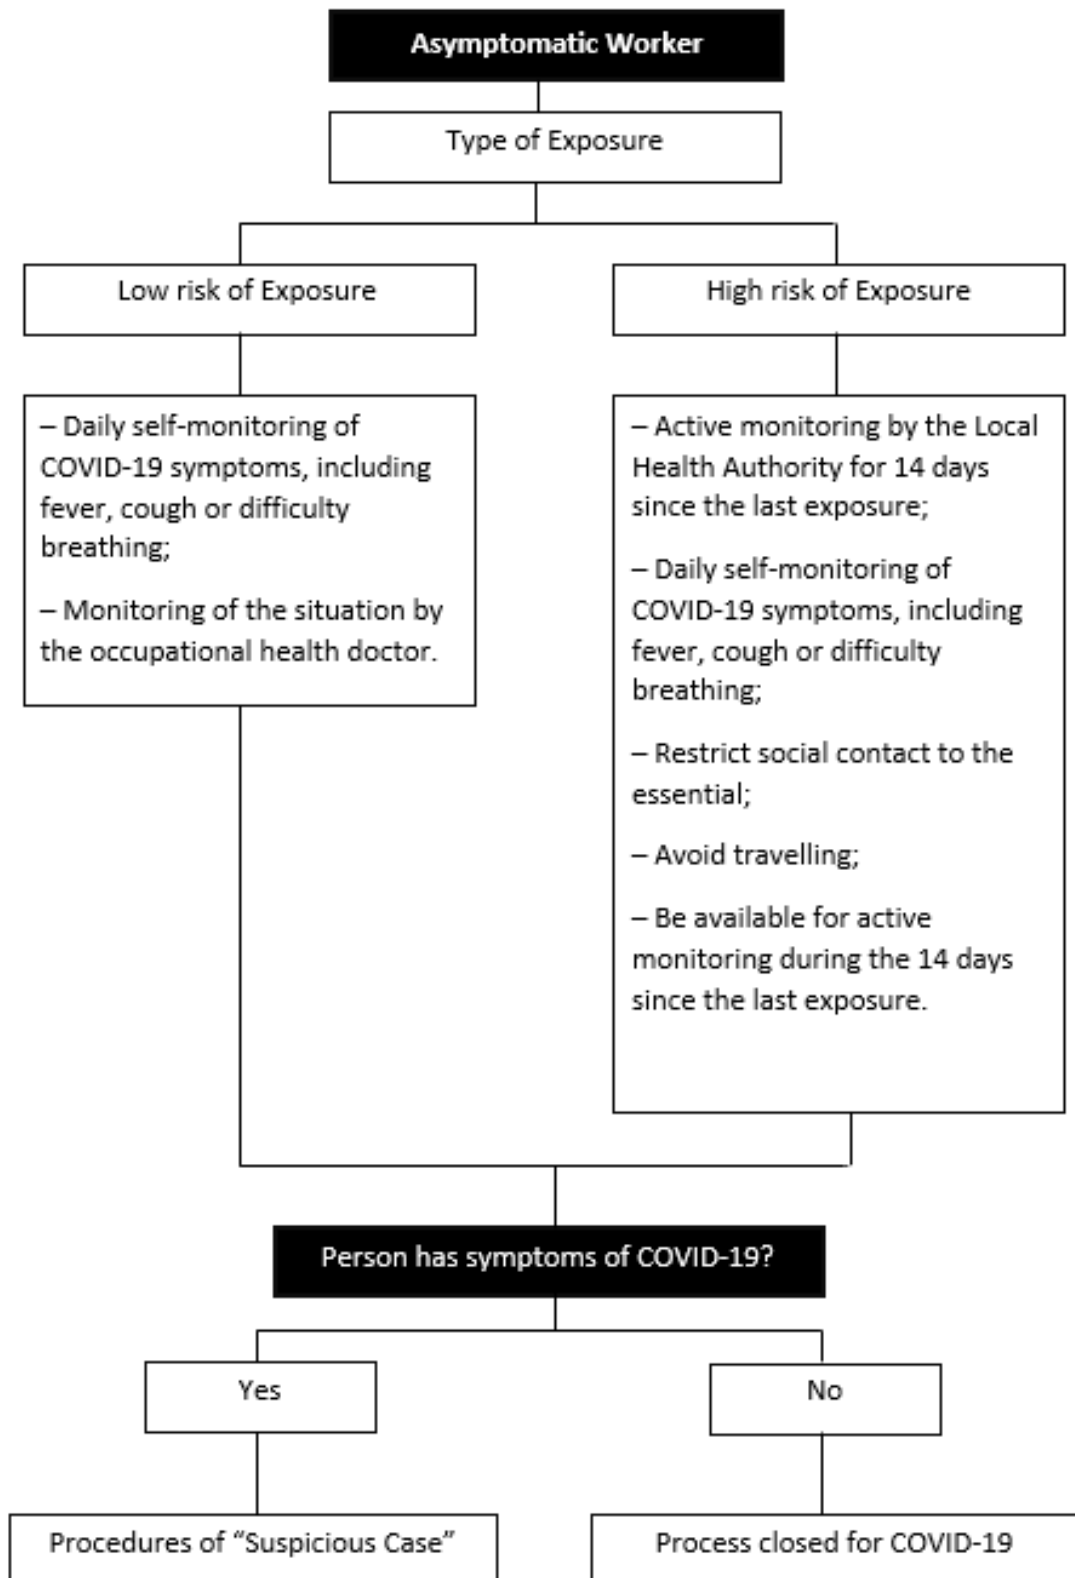 Asymptomatic Worker
Type of Exposure
Low risk of Exposure
– Daily self-monitoring of
COVID-19 symptoms, including
fever, cough or difficulty
breathing;
– Monitoring of the situation by
the occupational health doctor.
High risk of Exposure
– Active monitoring by the Local
Health Authority for 14 days
since the last exposure;
– Daily self-monitoring of
COVID-19 symptoms, including
fever, cough or difficulty
breathing;
– Restrict social contact to the
essential;
– Avoid travelling;
– Be available for active
monitoring during the 14 days
since the last exposure.
Person has symptoms of COVID-19?
Yes
No
Procedures of “Suspicious Case”
Process closed for COVID-19